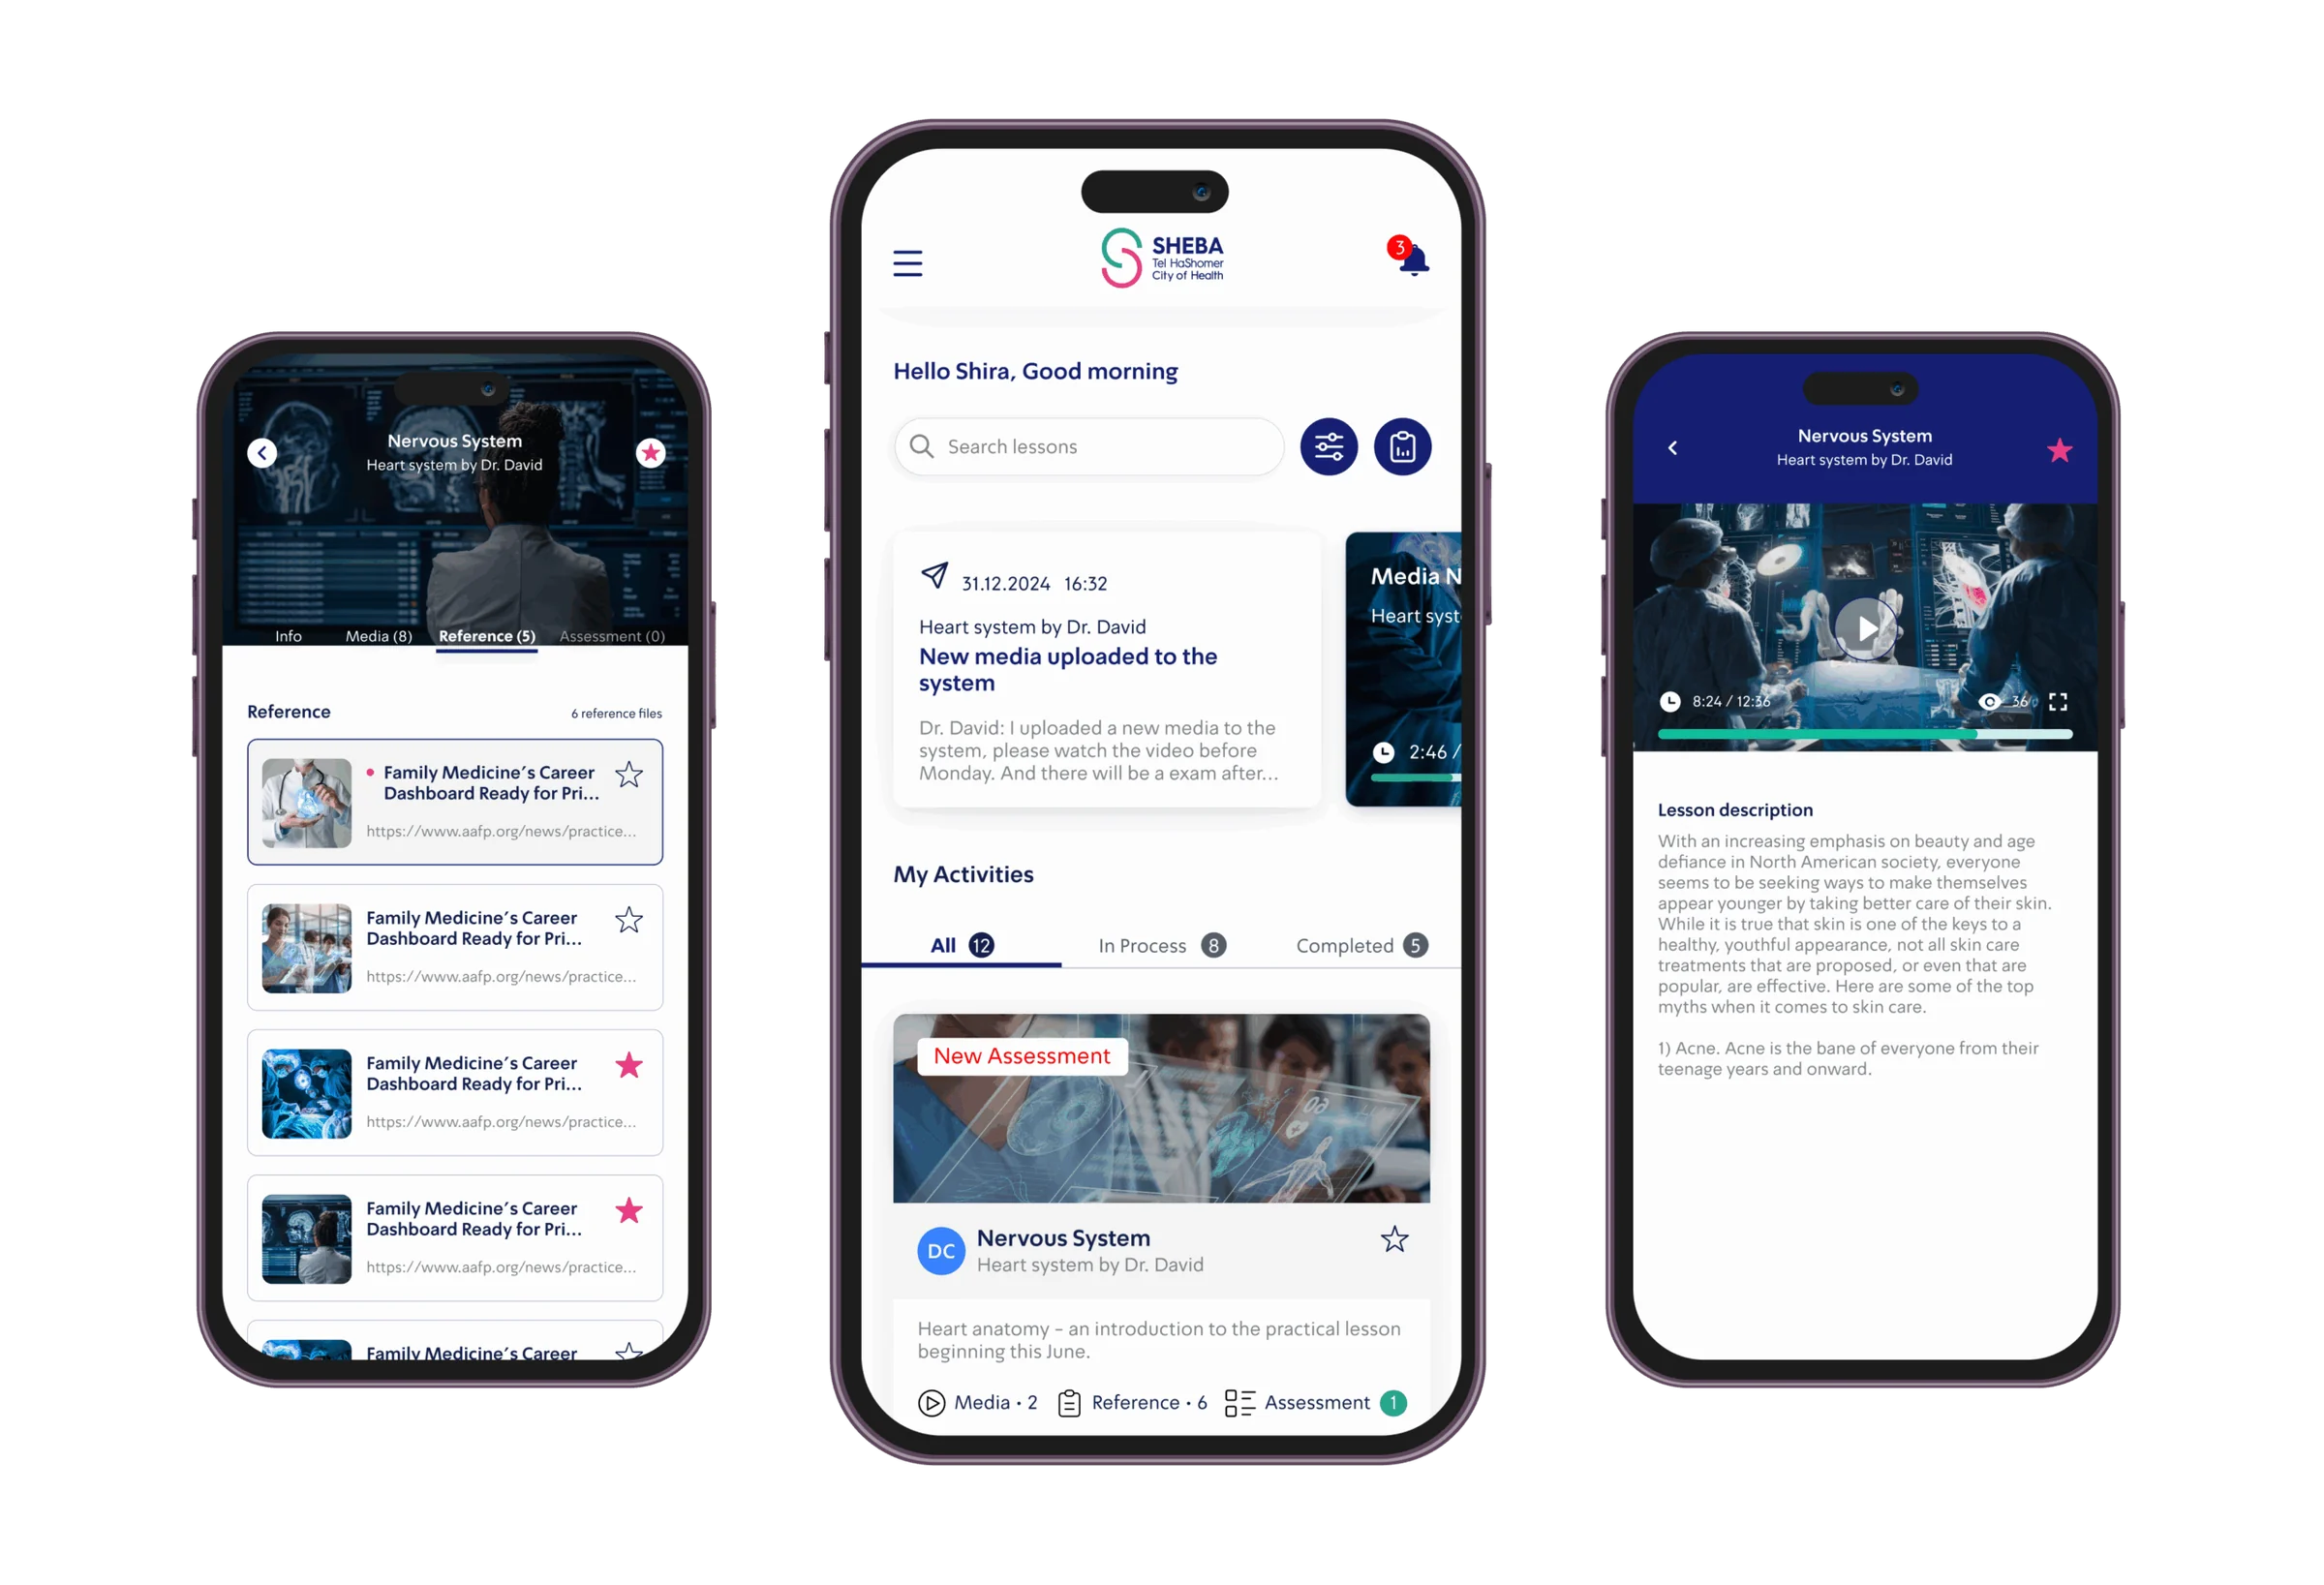 Nervous System
Heart system by Dr. David
Info Media (8) Reference (5) Assessment (0)
Reference 6 reference files
Family Medicine's Career
Dashboard Ready for Pri...
https://www.aafp.org/news/practice...
Family Medicine's Career
Dashboard Ready for Pri...
https://www.aafp.org/news/practice...
Family Medicine's Career
Dashboard Ready for Pri...
https://www.aafp.org/news/practice...
Family Medicine's Career
Dashboard Ready for Pri...
https://www.aafp.org/news/practice...
Family Medicine's Career
SHEBA
Tel HaShomer
City of Health
3
Hello Shira, Good morning
Search lessons
31.12.2024 16:32
Heart system by Dr. David
New media uploaded to the
system
Dr. David: I uploaded a new media to the
system, please watch the video before
Monday. And there will be a exam after...
Media N
Heart syst
2:46 /
My Activities
All 12 In Process 8 Completed 5
New Assessment
DC
Nervous System
Heart system by Dr. David
Heart anatomy - an introduction to the practical lesson
beginning this June.
Media • 2 Reference • 6 Assessment 1
Nervous System
Heart system by Dr. David
8:24 / 12:36 36
Lesson description
With an increasing emphasis on beauty and age
defiance in North American society, everyone
seems to be seeking ways to make themselves
appear younger by taking better care of their skin.
While it is true that skin is one of the keys to a
healthy, youthful appearance, not all skin care
treatments that are proposed, or even that are
popular, are effective. Here are some of the top
myths when it comes to skin care.
1) Acne. Acne is the bane of everyone from their
teenage years and onward.